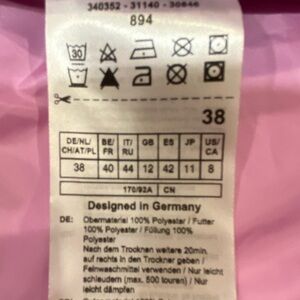 340352 - 31140 - 30846
894
30
38
DE/NL/ CH/AT/PL BE/ FR IT/ RU GB ES JP US/ CA
38 40 44 12 42 11 8
170/92A CN
Designed in Germany
DE: Obermaterial 100% Polyester / Futter
100% Polyester / Füllung 100%
Polyester
Nach dem Trocknen weitere 20min.
auf rechts in den Trockner geben /
Feinwaschmittel verwenden / Nur leicht
schleudern (max. 500 touren) / Nur
leicht dämpfen